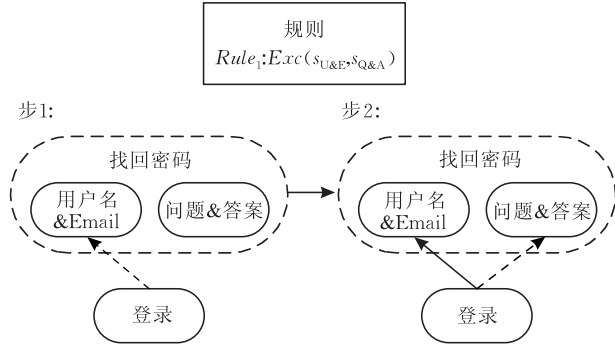 规则
Rule1:Exc(sU&E,sQ&A)
步1:
步2:
找回密码
找回密码
用户名
&Email
问题&答案
用户名
&Email
问题&答案
登录
登录